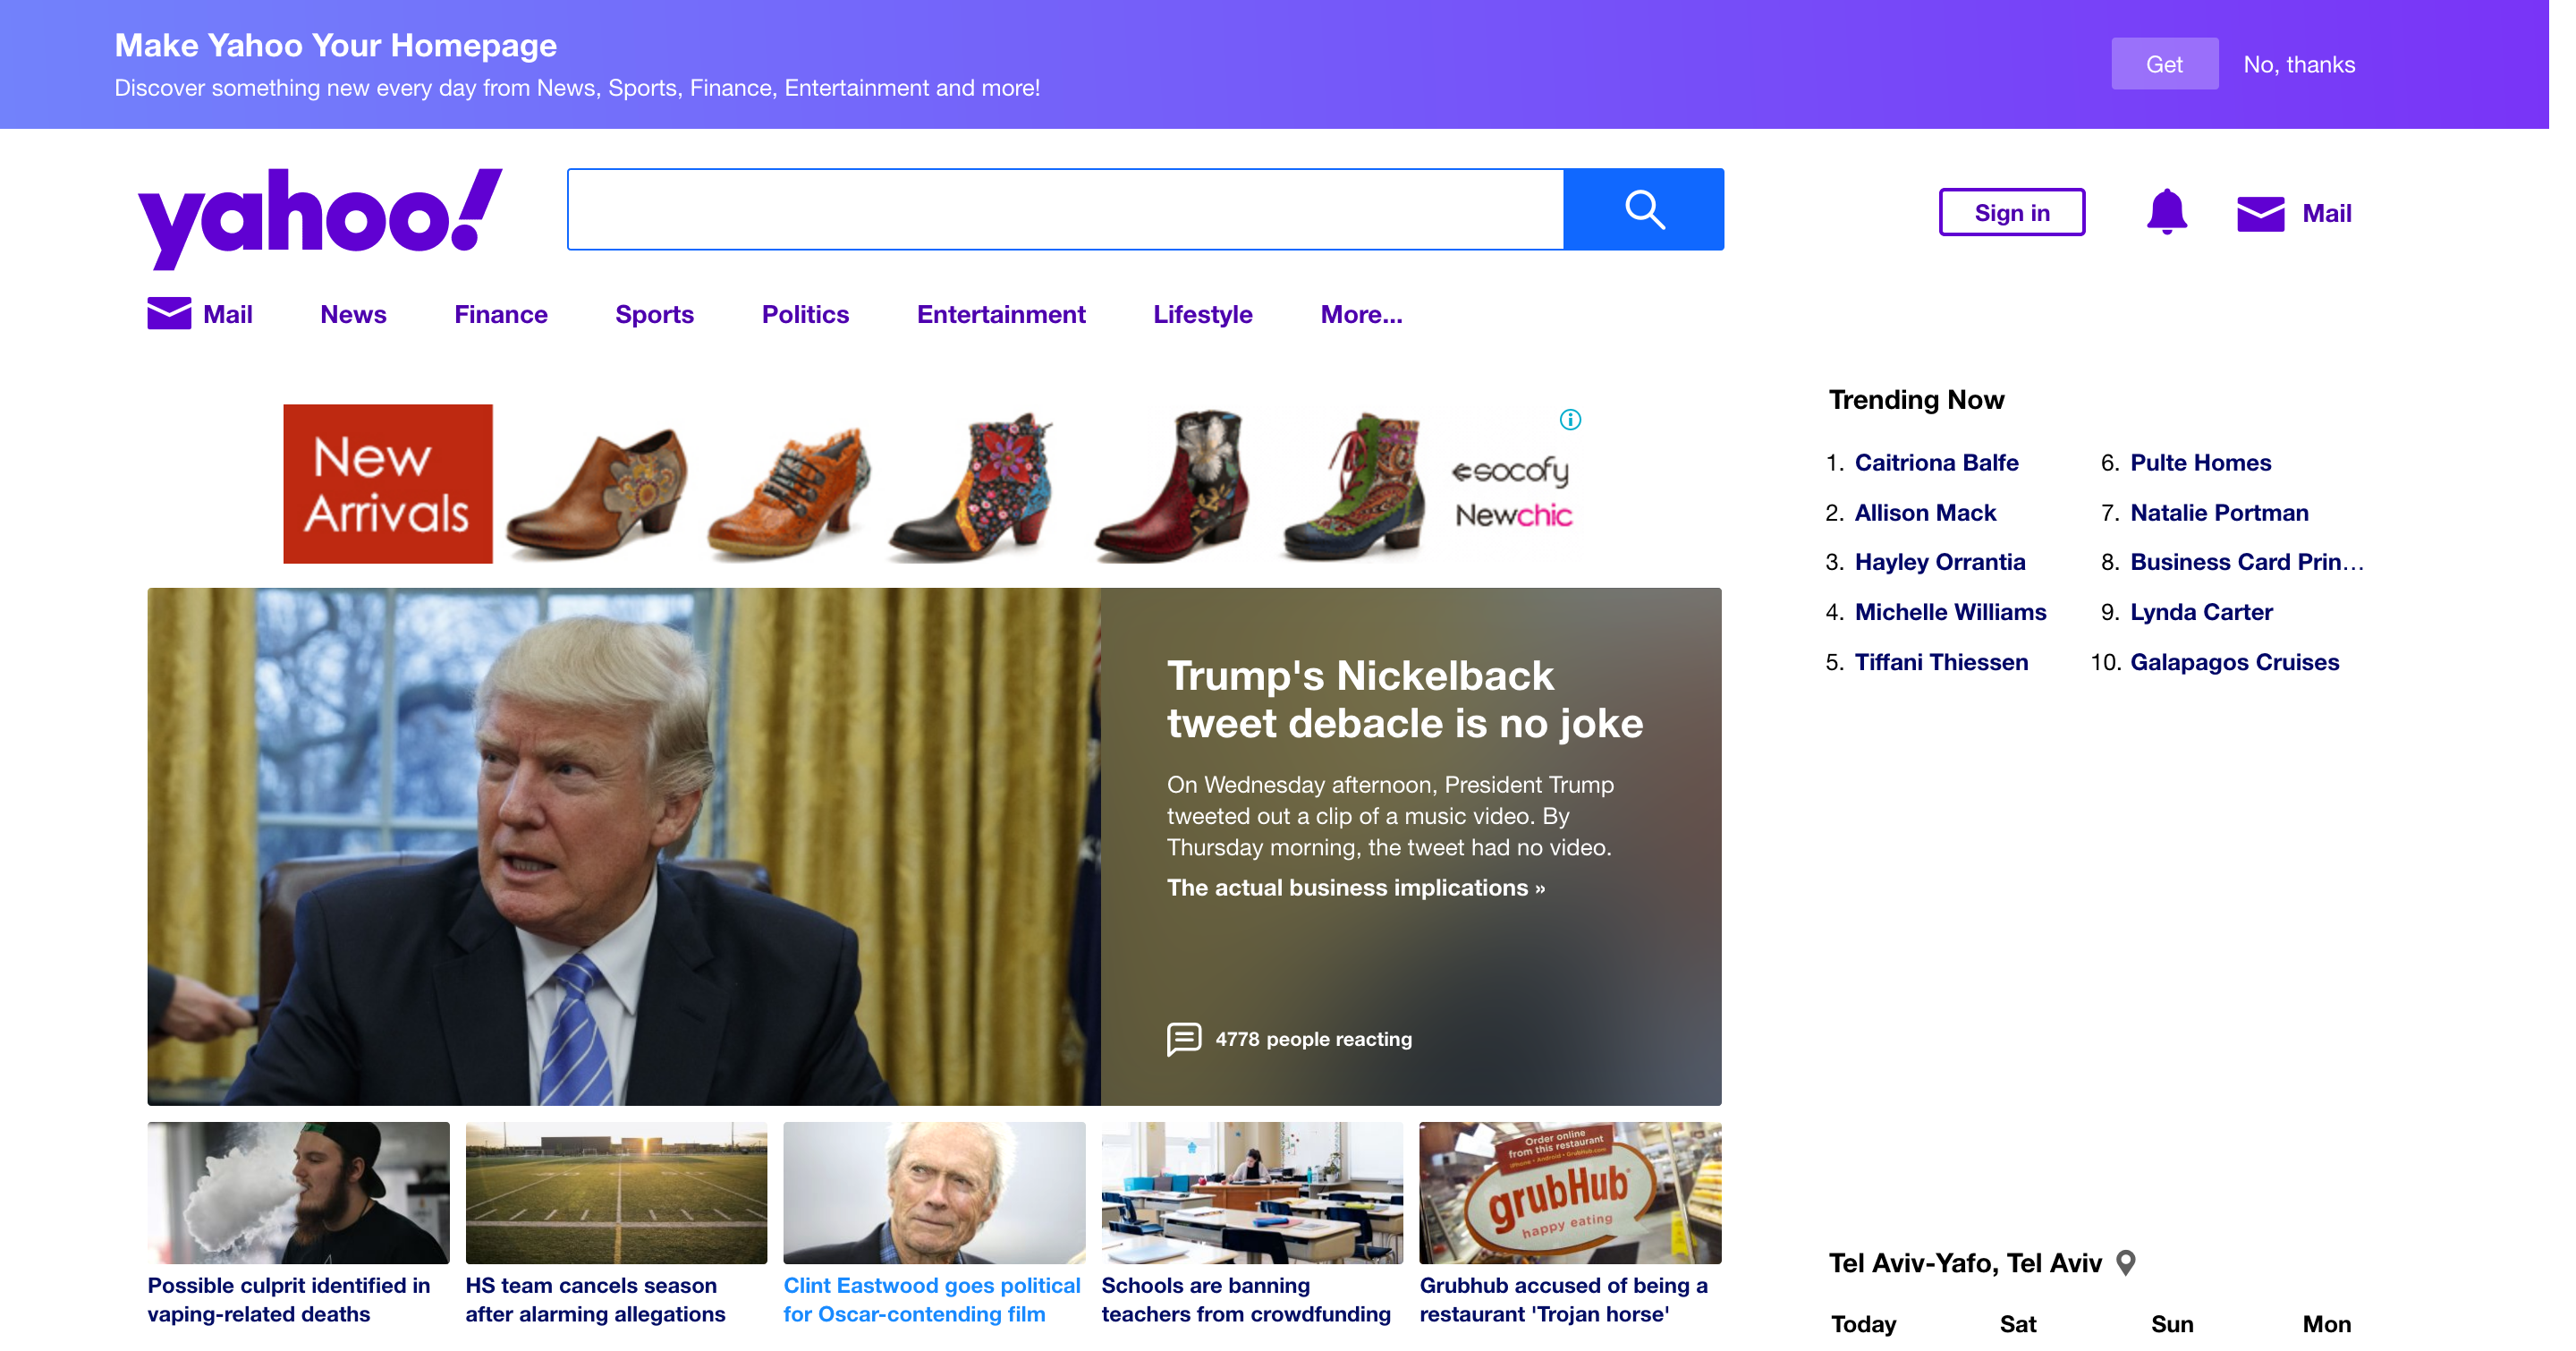 Make Yahoo Your Homepage
Discover something new every day from News, Sports, Finance, Entertainment and more!
Get
No, thanks
yahoo!
Sign in
Mail
Mail
News
Finance
Sports
Politics
Entertainment
Lifestyle
More...
New
Arrivals
socofy
Newchic
Trending Now
1. Caitriona Balfe
2. Allison Mack
3. Hayley Orrantia
4. Michelle Williams
5. Tiffani Thiessen
6. Pulte Homes
7. Natalie Portman
8. Business Card Prin...
9. Lynda Carter
10. Galapagos Cruises
Trump's Nickelback
tweet debacle is no joke
On Wednesday afternoon, President Trump
tweeted out a clip of a music video. By
Thursday morning, the tweet had no video.
The actual business implications »
4778 people reacting
Order online
from this restaurant
iPhone • Android • Grubhub.com
grubHub
happy eating
Possible culprit identified in
vaping-related deaths
HS team cancels season
after alarming allegations
Clint Eastwood goes political
for Oscar-contending film
Schools are banning
teachers from crowdfunding
Grubhub accused of being a
restaurant 'Trojan horse'
Tel Aviv-Yafo, Tel Aviv
Today
Sat
Sun
Mon